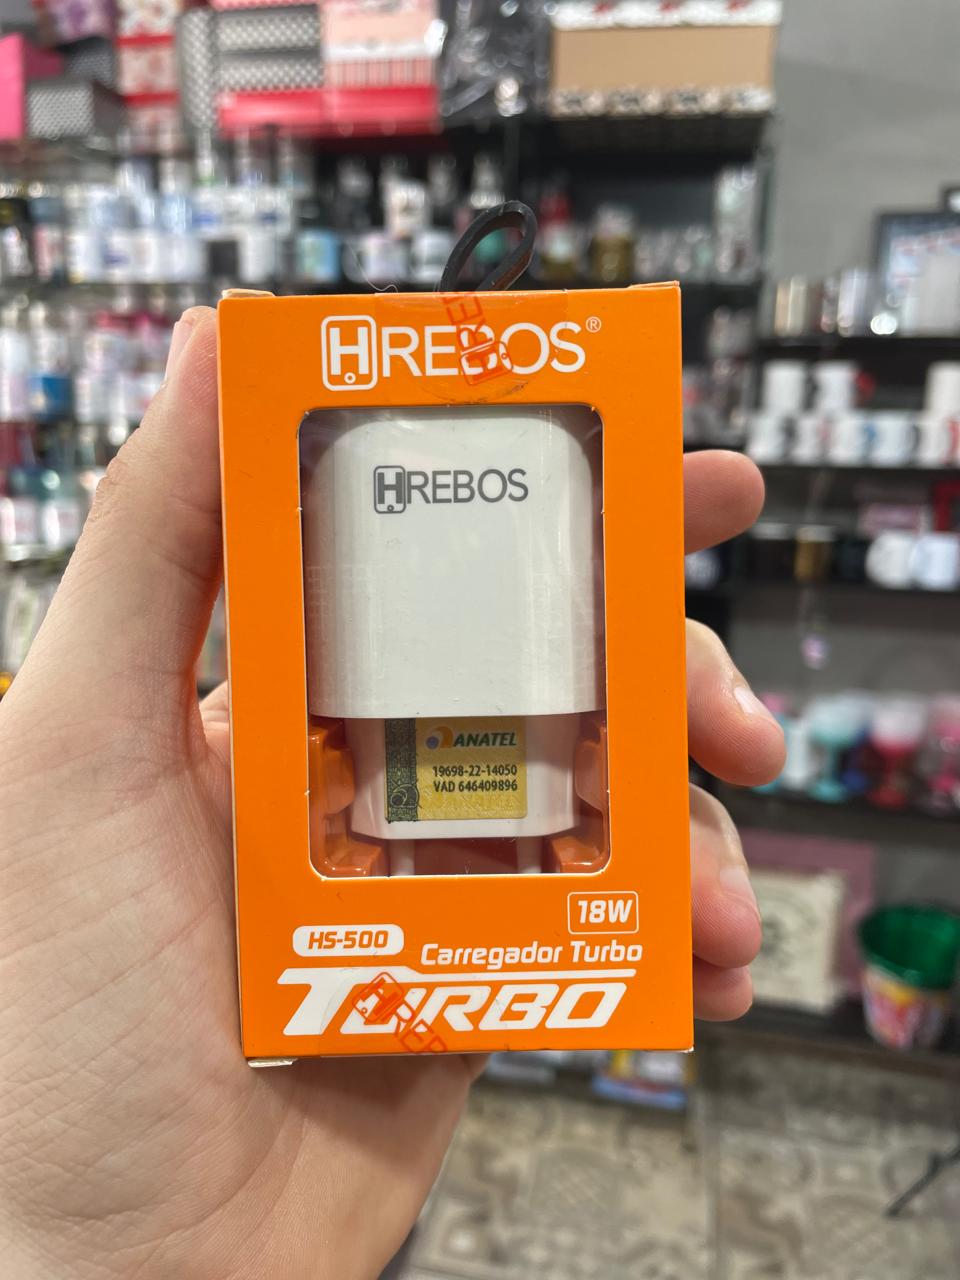 HREBOS®
HREBOS
ANATEL
19698-22-14050
VAD 646409896
18W
HS-500
Carregador Turbo
TURBO